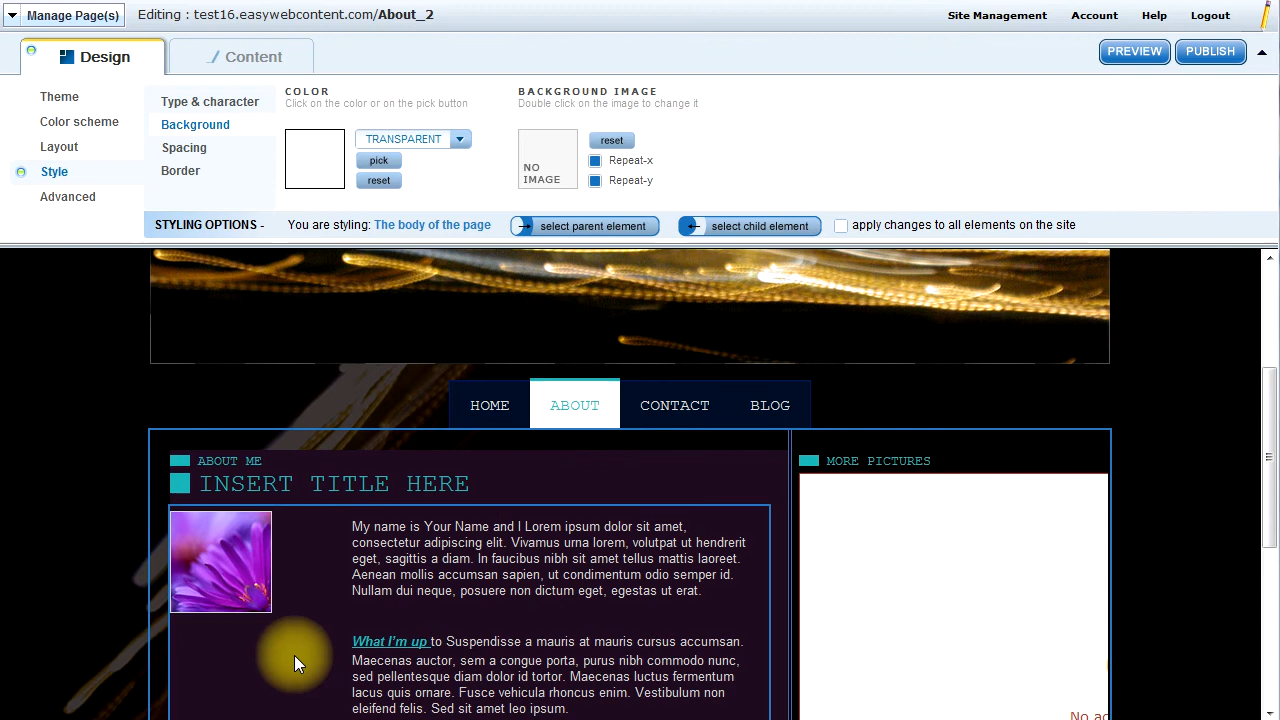 Manage Page(s)
Editing : test16.easywebcontent.com/About_2
Site Management
Account
Help
Logout
Design
Content
PREVIEW
PUBLISH
Theme
Color scheme
Layout
Style
Advanced
Type & character
Background
Spacing
Border
COLOR
Click on the color or on the pick button
TRANSPARENT
pick
reset
BACKGROUND IMAGE
Double click on the image to change it
NO
IMAGE
reset
Repeat-x
Repeat-y
STYLING OPTIONS -
You are styling: The body of the page
select parent element
select child element
apply changes to all elements on the site
HOME
ABOUT
CONTACT
BLOG
ABOUT ME
INSERT TITLE HERE
My name is Your Name and I Lorem ipsum dolor sit amet,
consectetur adipiscing elit. Vivamus urna lorem, volutpat ut hendrerit
eget, sagittis a diam. In faucibus nibh sit amet tellus mattis laoreet.
Aenean mollis accumsan sapien, ut condimentum odio semper id.
Nullam dui neque, posuere non dictum eget, egestas ut erat.
What I'm up to Suspendisse a mauris at mauris cursus accumsan.
Maecenas auctor, sem a congue porta, purus nibh commodo nunc,
sed pellentesque diam dolor id tortor. Maecenas luctus fermentum
lacus quis ornare. Fusce vehicula rhoncus enim. Vestibulum non
eleifend felis. Sed sit amet leo ipsum.
MORE PICTURES
No